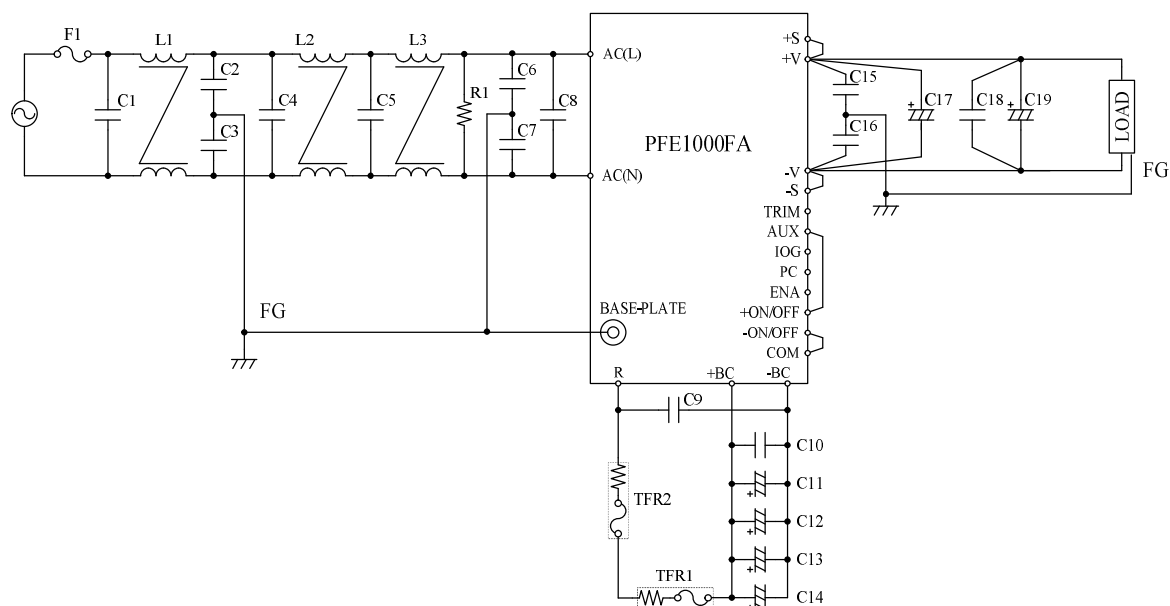 F1
L1
L2
L3
C1
C2
C3
C4
C5
R1
C6
C7
C8
AC(L)
AC(N)
PFE1000FA
+S
+V
-V
-S
TRIM
AUX
IOG
PC
ENA
+ON/OFF
-ON/OFF
COM
C15
C16
C17
C18
C19
LOAD
FG
FG
BASE-PLATE
R
+BC
-BC
C9
C10
C11
C12
C13
C14
TFR2
TFR1
+
+
+
+
+
+